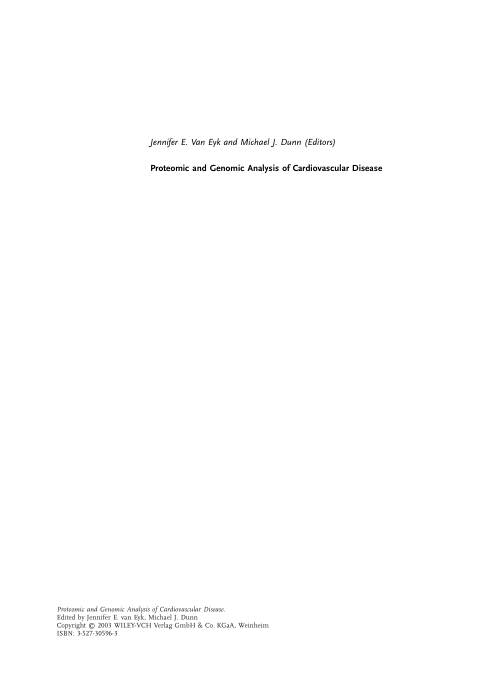 Jennifer E. Van Eyk and Michael J. Dunn (Editors)
Proteomic and Genomic Analysis of Cardiovascular Disease
Proteomic and Genomic Analysis of Cardiovascular Disease.
Edited by Jennifer E. van Eyk, Michael J. Dunn
Copyright © 2003 WILEY-VCH Verlag GmbH & Co. KGaA, Weinheim
ISBN: 3-527-30596-3